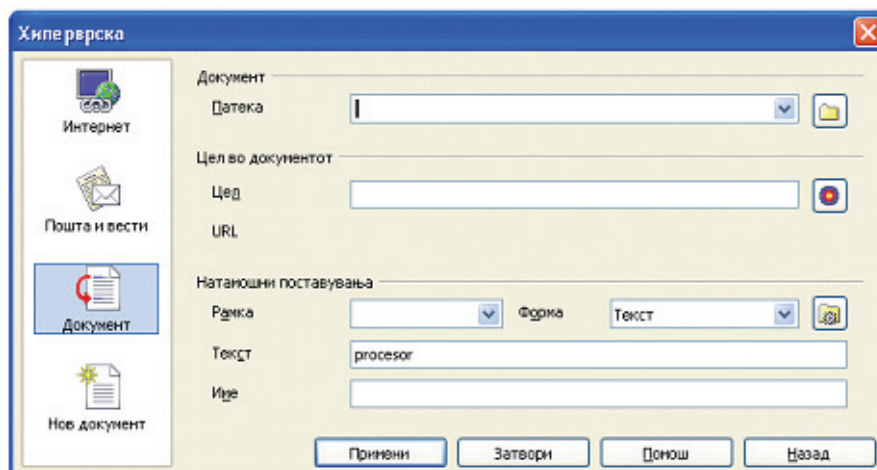 Хиперврска
Интернет
Пошта и вести
Документ
Нов документ
Документ
Патека
Цел во документот
Цел
URL
Натамошни поставувања
Рамка Форма Текст
Текст procesor
Име
Примени Затвори Помош Назад